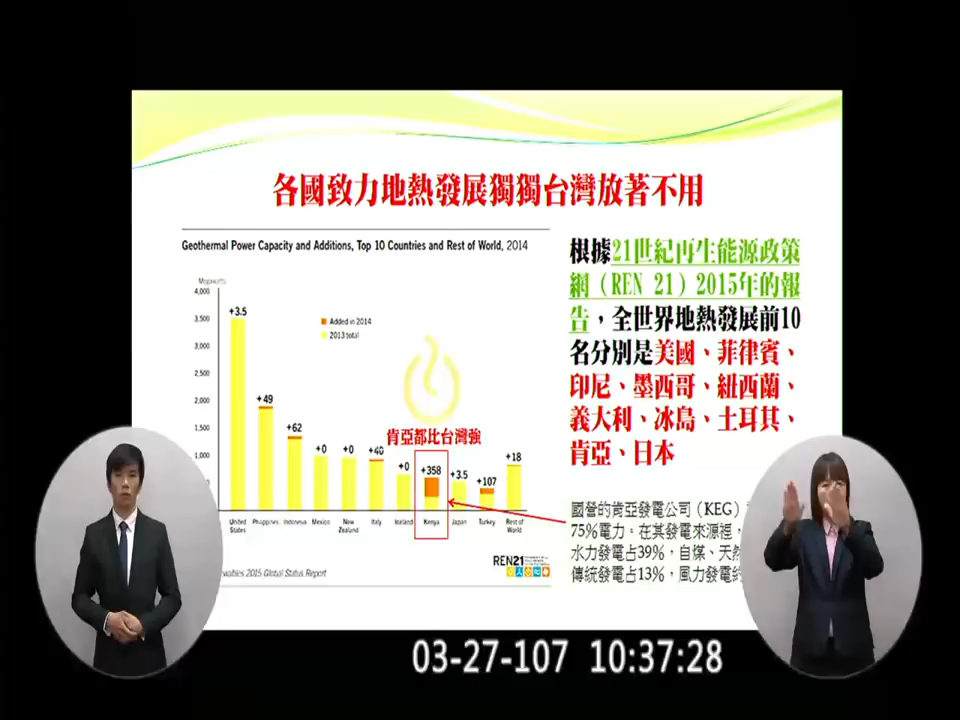 各國致力地熱發展獨獨台灣放著不用
Geothermal Power Capacity and Additions, Top 10 Countries and Rest of World, 2014
Megawatts
4,000
3,500
3,000
2,500
2,000
1,500
1,000
+3.5
+49
+62
+0
+0
+40
+0
+358
+3.5
+107
+18
Added in 2014
2013 total
肯亞都比台灣強
United States
Philippines
Indonesia
Mexico
New Zealand
Italy
Iceland
Kenya
Japan
Turkey
Rest of World
2015 Global Status Report
REN21
根據21世紀再生能源政策
網（REN 21）2015年的報
告，全世界地熱發展前10
名分別是美國、菲律賓、
印尼、墨西哥、紐西蘭、
義大利、冰島、土耳其、
肯亞、日本
國營的肯亞發電公司（KEG）
75%電力。在其發電來源裡，
水力發電占39%，自煤、天然
傳統發電占13%，風力發電
03-27-107 10:37:28